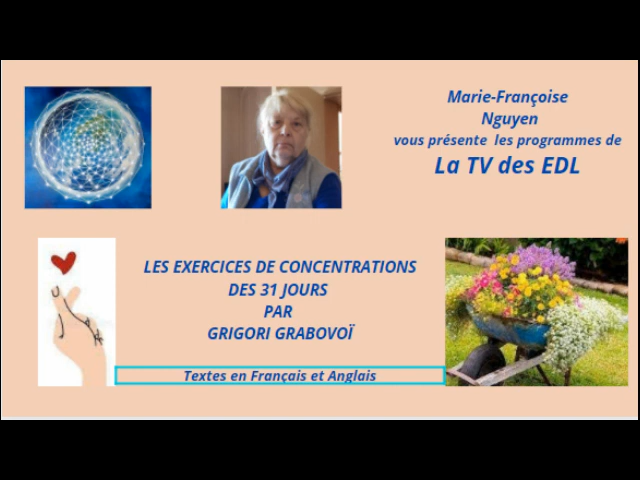 Marie-Françoise
Nguyen
vous présente les programmes de
La TV des EDL
LES EXERCICES DE CONCENTRATIONS
DES 31 JOURS
PAR
GRIGORI GRABOVOÏ
Textes en Français et Anglais